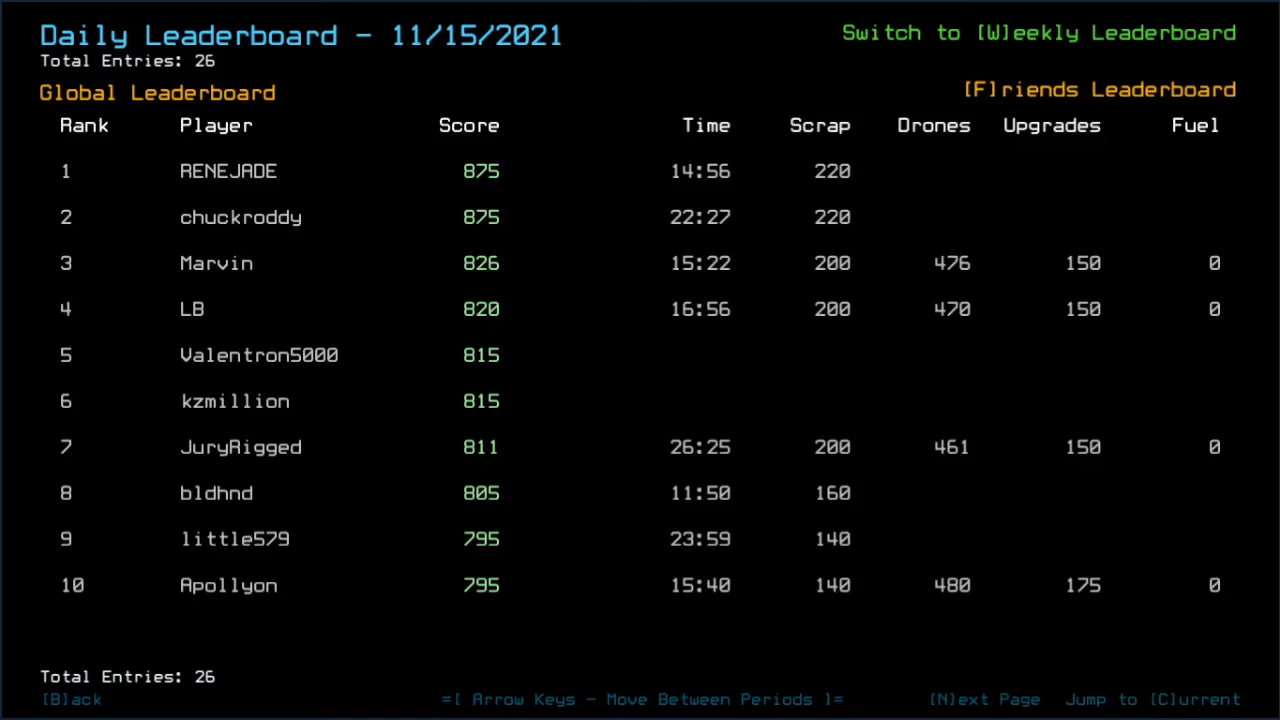 Daily Leaderboard - 11/15/2021 Switch to [W]eekly Leaderboard
Total Entries: 26
Global Leaderboard [F]riends Leaderboard
Rank Player Score Time Scrap Drones Upgrades Fuel
1 RENEJADE 875 14:56 220
2 chuckroddy 875 22:27 220
3 Marvin 826 15:22 200 476 150 0
4 LB 820 16:56 200 470 150 0
5 Valentron5000 815
6 kzmillion 815
7 JuryRigged 811 26:25 200 461 150 0
8 bldhnd 805 11:50 160
9 little579 795 23:59 140
10 Apollyon 795 15:40 140 480 175 0
Total Entries: 26
[B]ack =[ Arrow Keys - Move Between Periods ]= [N]ext Page Jump to [C]urrent